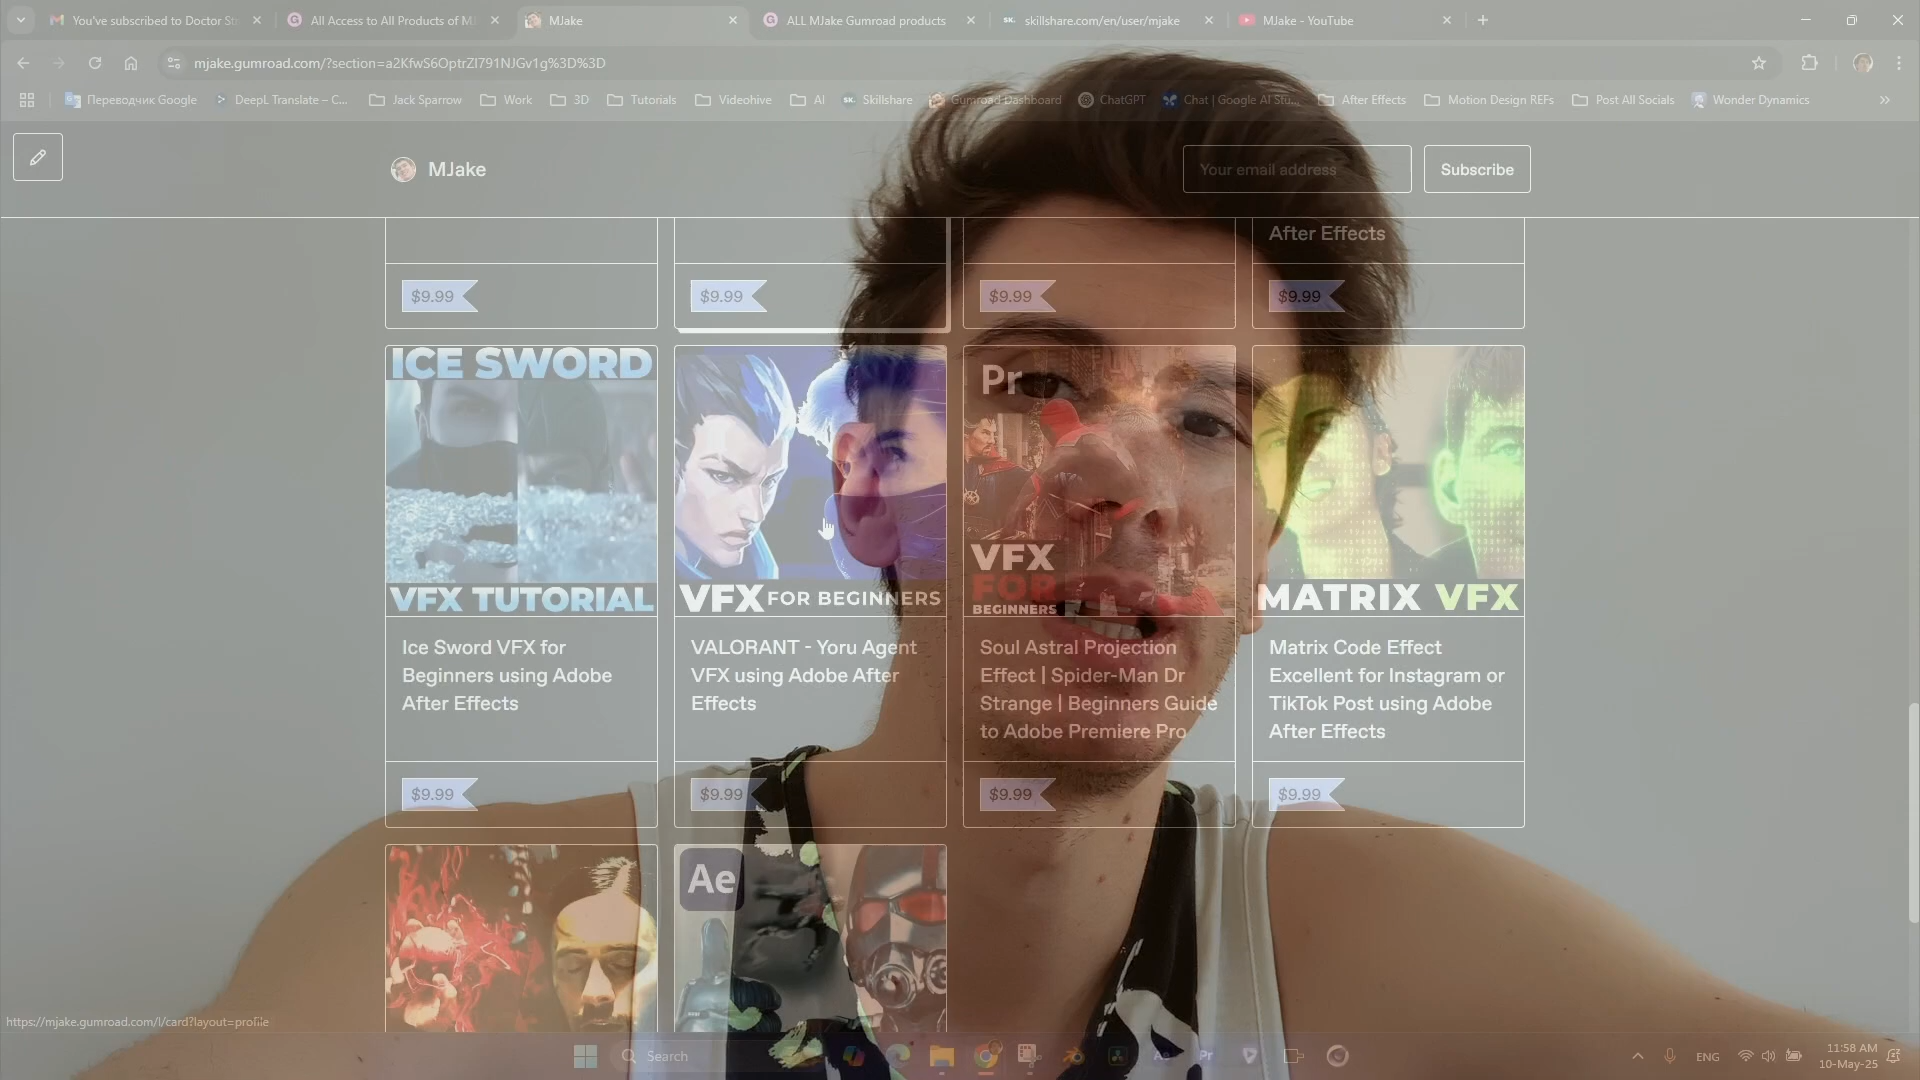 You've subscribed to Doctor St
All Access to All Products of MJ
MJake
ALL MJake Gumroad products
SK.
skillshare.com/en/user/mjake
MJake - YouTube
mjake.gumroad.com/?section=a2KfwS6OptrZI791NJGv1g%3D%3D
Переводчик Google
DeepL Translate – С...
Jack Sparrow
Work
3D
Tutorials
Videohive
AI
SK.
Skillshare
Gumroad Dashboard
ChatGPT
Chat | Google AI Stu...
After Effects
Motion Design REFs
Post All Socials
Wonder Dynamics
MJake
Your email address
Subscribe
After Effects
$9.99
$9.99
$9.99
$9.99
ICE SWORD
VFX TUTORIAL
VFX FOR BEGINNERS
Pr
VFX
FOR
BEGINNERS
MATRIX VFX
Ice Sword VFX for
Beginners using Adobe
After Effects
VALORANT - Yoru Agent
VFX using Adobe After
Effects
Soul Astral Projection
Effect | Spider-Man Dr
Strange | Beginners Guide
to Adobe Premiere Pro
Matrix Code Effect
Excellent for Instagram or
TikTok Post using Adobe
After Effects
$9.99
$9.99
$9.99
$9.99
Ae
https://mjake.gumroad.com/l/card?layout=profile
Search
Ae
Pr
ENG
11:58 AM
10-May-25